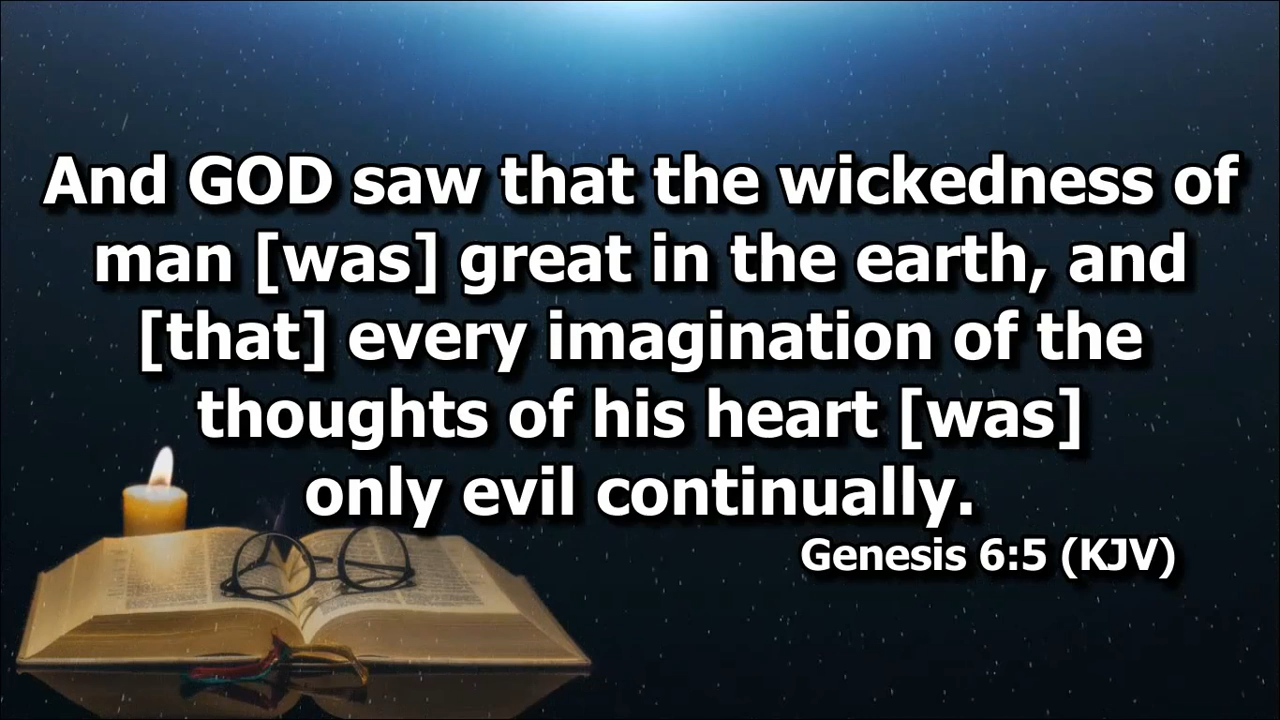 And GOD saw that the wickedness of
man [was] great in the earth, and
[that] every imagination of the
thoughts of his heart [was]
only evil continually.
Genesis 6:5 (KJV)